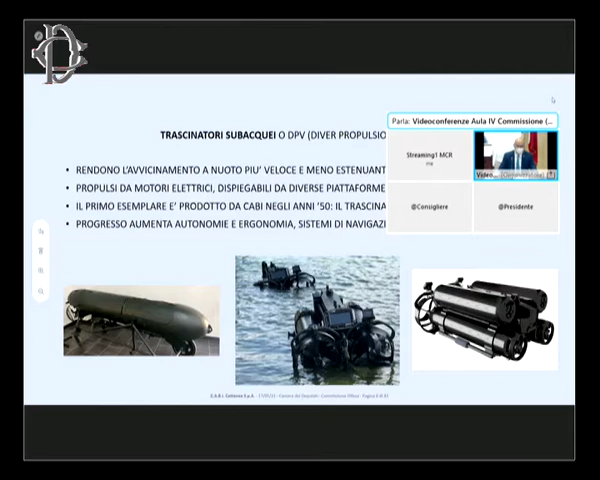 Parla: Videoconferenze Aula IV Commissione (...
TRASCINATORI SUBACQUEI O DPV (DIVER PROPULSIO
Streaming1 MCR
Video...
• RENDONO L'AVVICINAMENTO A NUOTO PIU' VELOCE E MENO ESTENUANT
• PROPULSI DA MOTORI ELETTRICI, DISPIEGABILI DA DIVERSE PIATTAFORME
@Consigliere
@Presidente
• IL PRIMO ESEMPLARE E' PRODOTTO DA CABI NEGLI ANNI '50: IL TRASCINA
• PROGRESSO AUMENTA AUTONOMIE E ERGONOMIA, SISTEMI DI NAVIGAZI